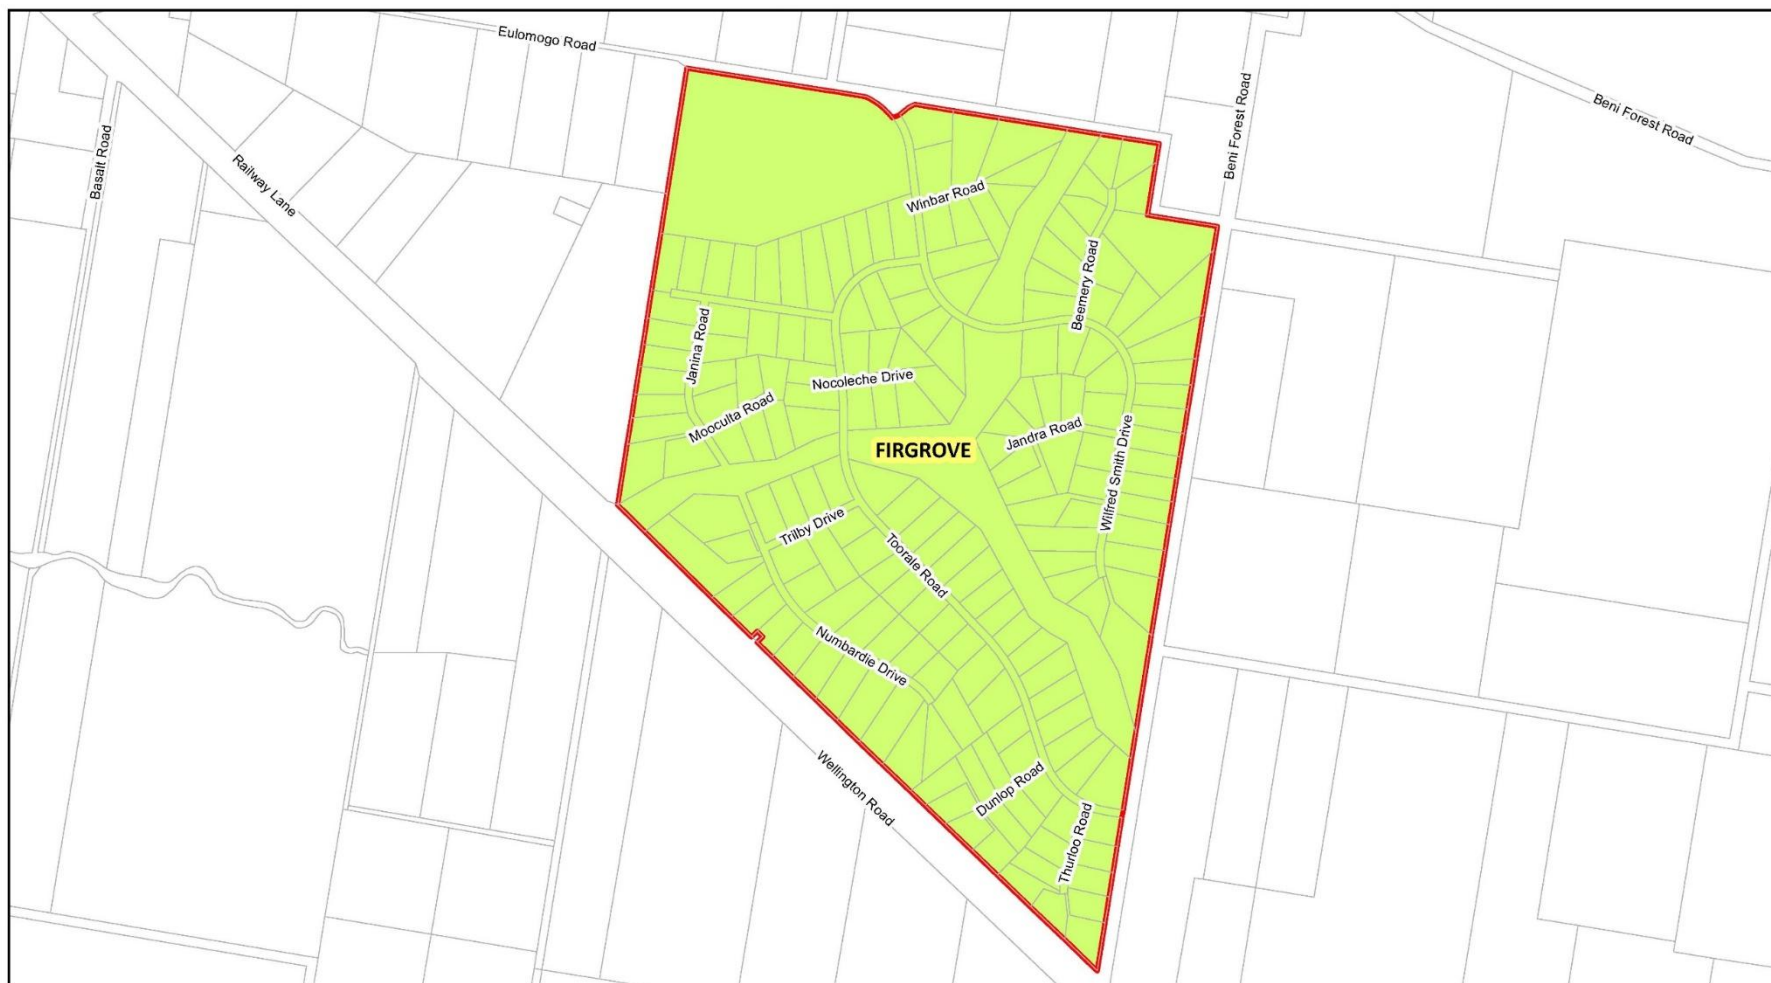 Eulomogo Road
Beni Forest Road
Beni Forest Road
Basalt Road
Railway Lane
Winbar Road
Beemery Road
Janina Road
Nocoleche Drive
Mooculta Road
Jandra Road
FIRGROVE
Wilfred Smith Drive
Trilby Drive
Toorale Road
Numbardie Drive
Wellington Road
Dunlop Road
Thurloo Road